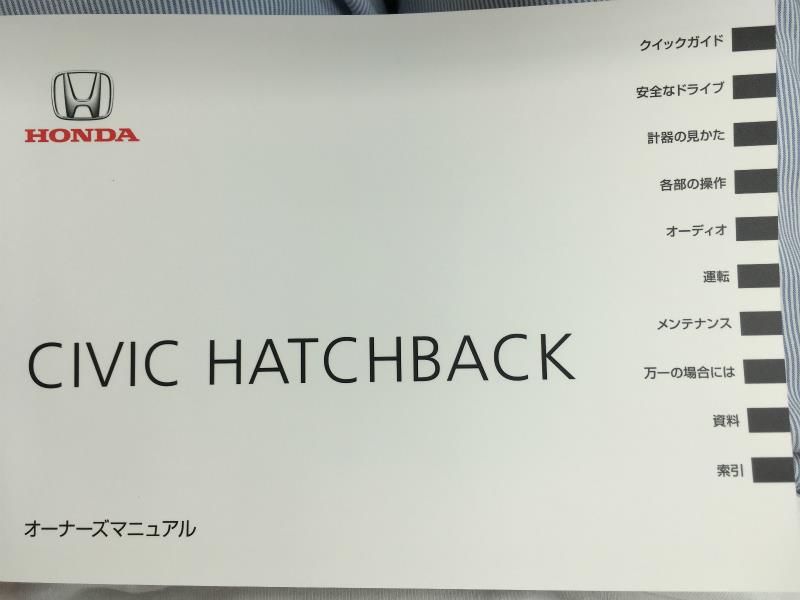 HONDA
クイックガイド
安全なドライブ
計器の見かた
各部の操作
オーディオ
運転
メンテナンス
万一の場合には
資料
索引
CIVIC HATCHBACK
オーナーズマニュアル